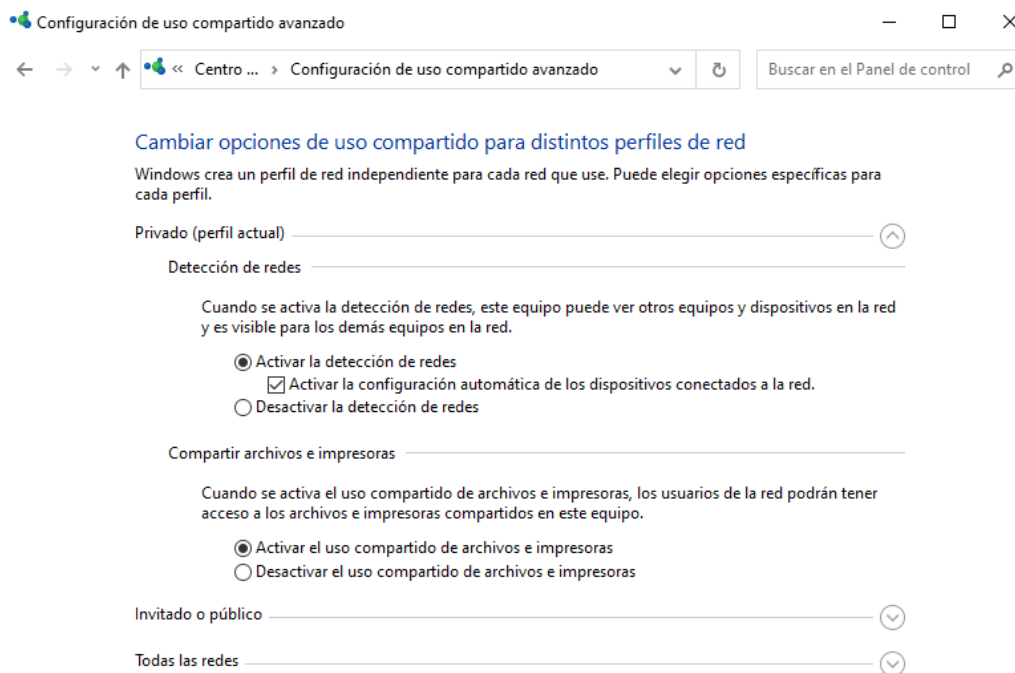 Configuración de uso compartido avanzado
« Centro ... › Configuración de uso compartido avanzado
Buscar en el Panel de control
Cambiar opciones de uso compartido para distintos perfiles de red
Windows crea un perfil de red independiente para cada red que use. Puede elegir opciones específicas para
cada perfil.
Privado (perfil actual)
Detección de redes
Cuando se activa la detección de redes, este equipo puede ver otros equipos y dispositivos en la red
y es visible para los demás equipos en la red.
Activar la detección de redes
Activar la configuración automática de los dispositivos conectados a la red.
Desactivar la detección de redes
Compartir archivos e impresoras
Cuando se activa el uso compartido de archivos e impresoras, los usuarios de la red podrán tener
acceso a los archivos e impresoras compartidos en este equipo.
Activar el uso compartido de archivos e impresoras
Desactivar el uso compartido de archivos e impresoras
Invitado o público
Todas las redes